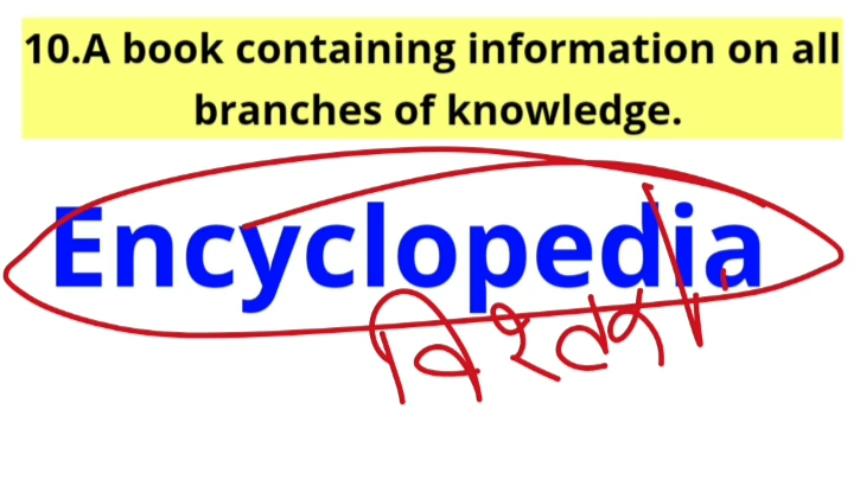 10.A book containing information on all
branches of knowledge.
Encyclopedia